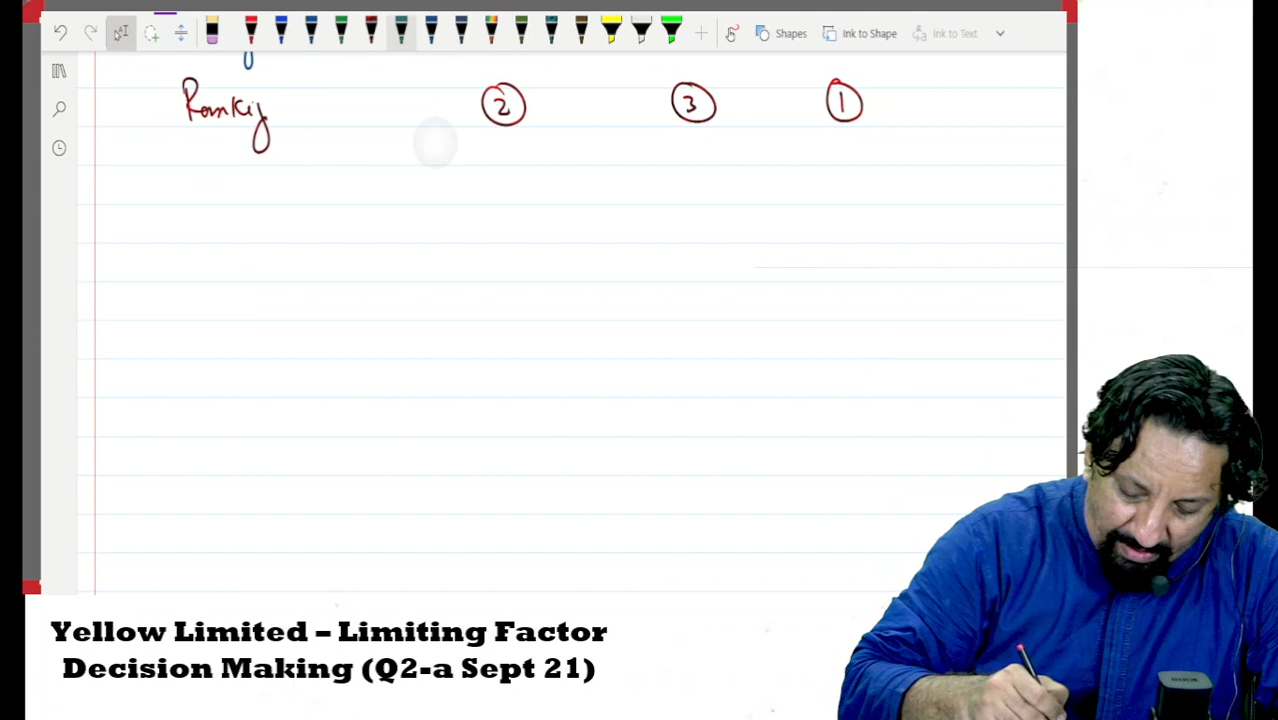 Shapes Ink to Shape Ink to Text
Ranking 2 3 1
Yellow Limited – Limiting Factor
Decision Making (Q2-a Sept 21)